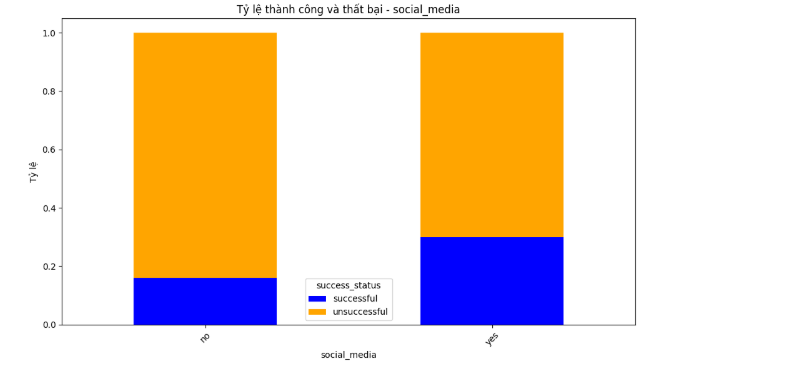 Tỷ lệ thành công và thất bại - social_media
1.0
0.8
0.6
0.4
0.2
0.0
Tỷ lệ
success_status
successful
unsuccessful
no
yes
social_media